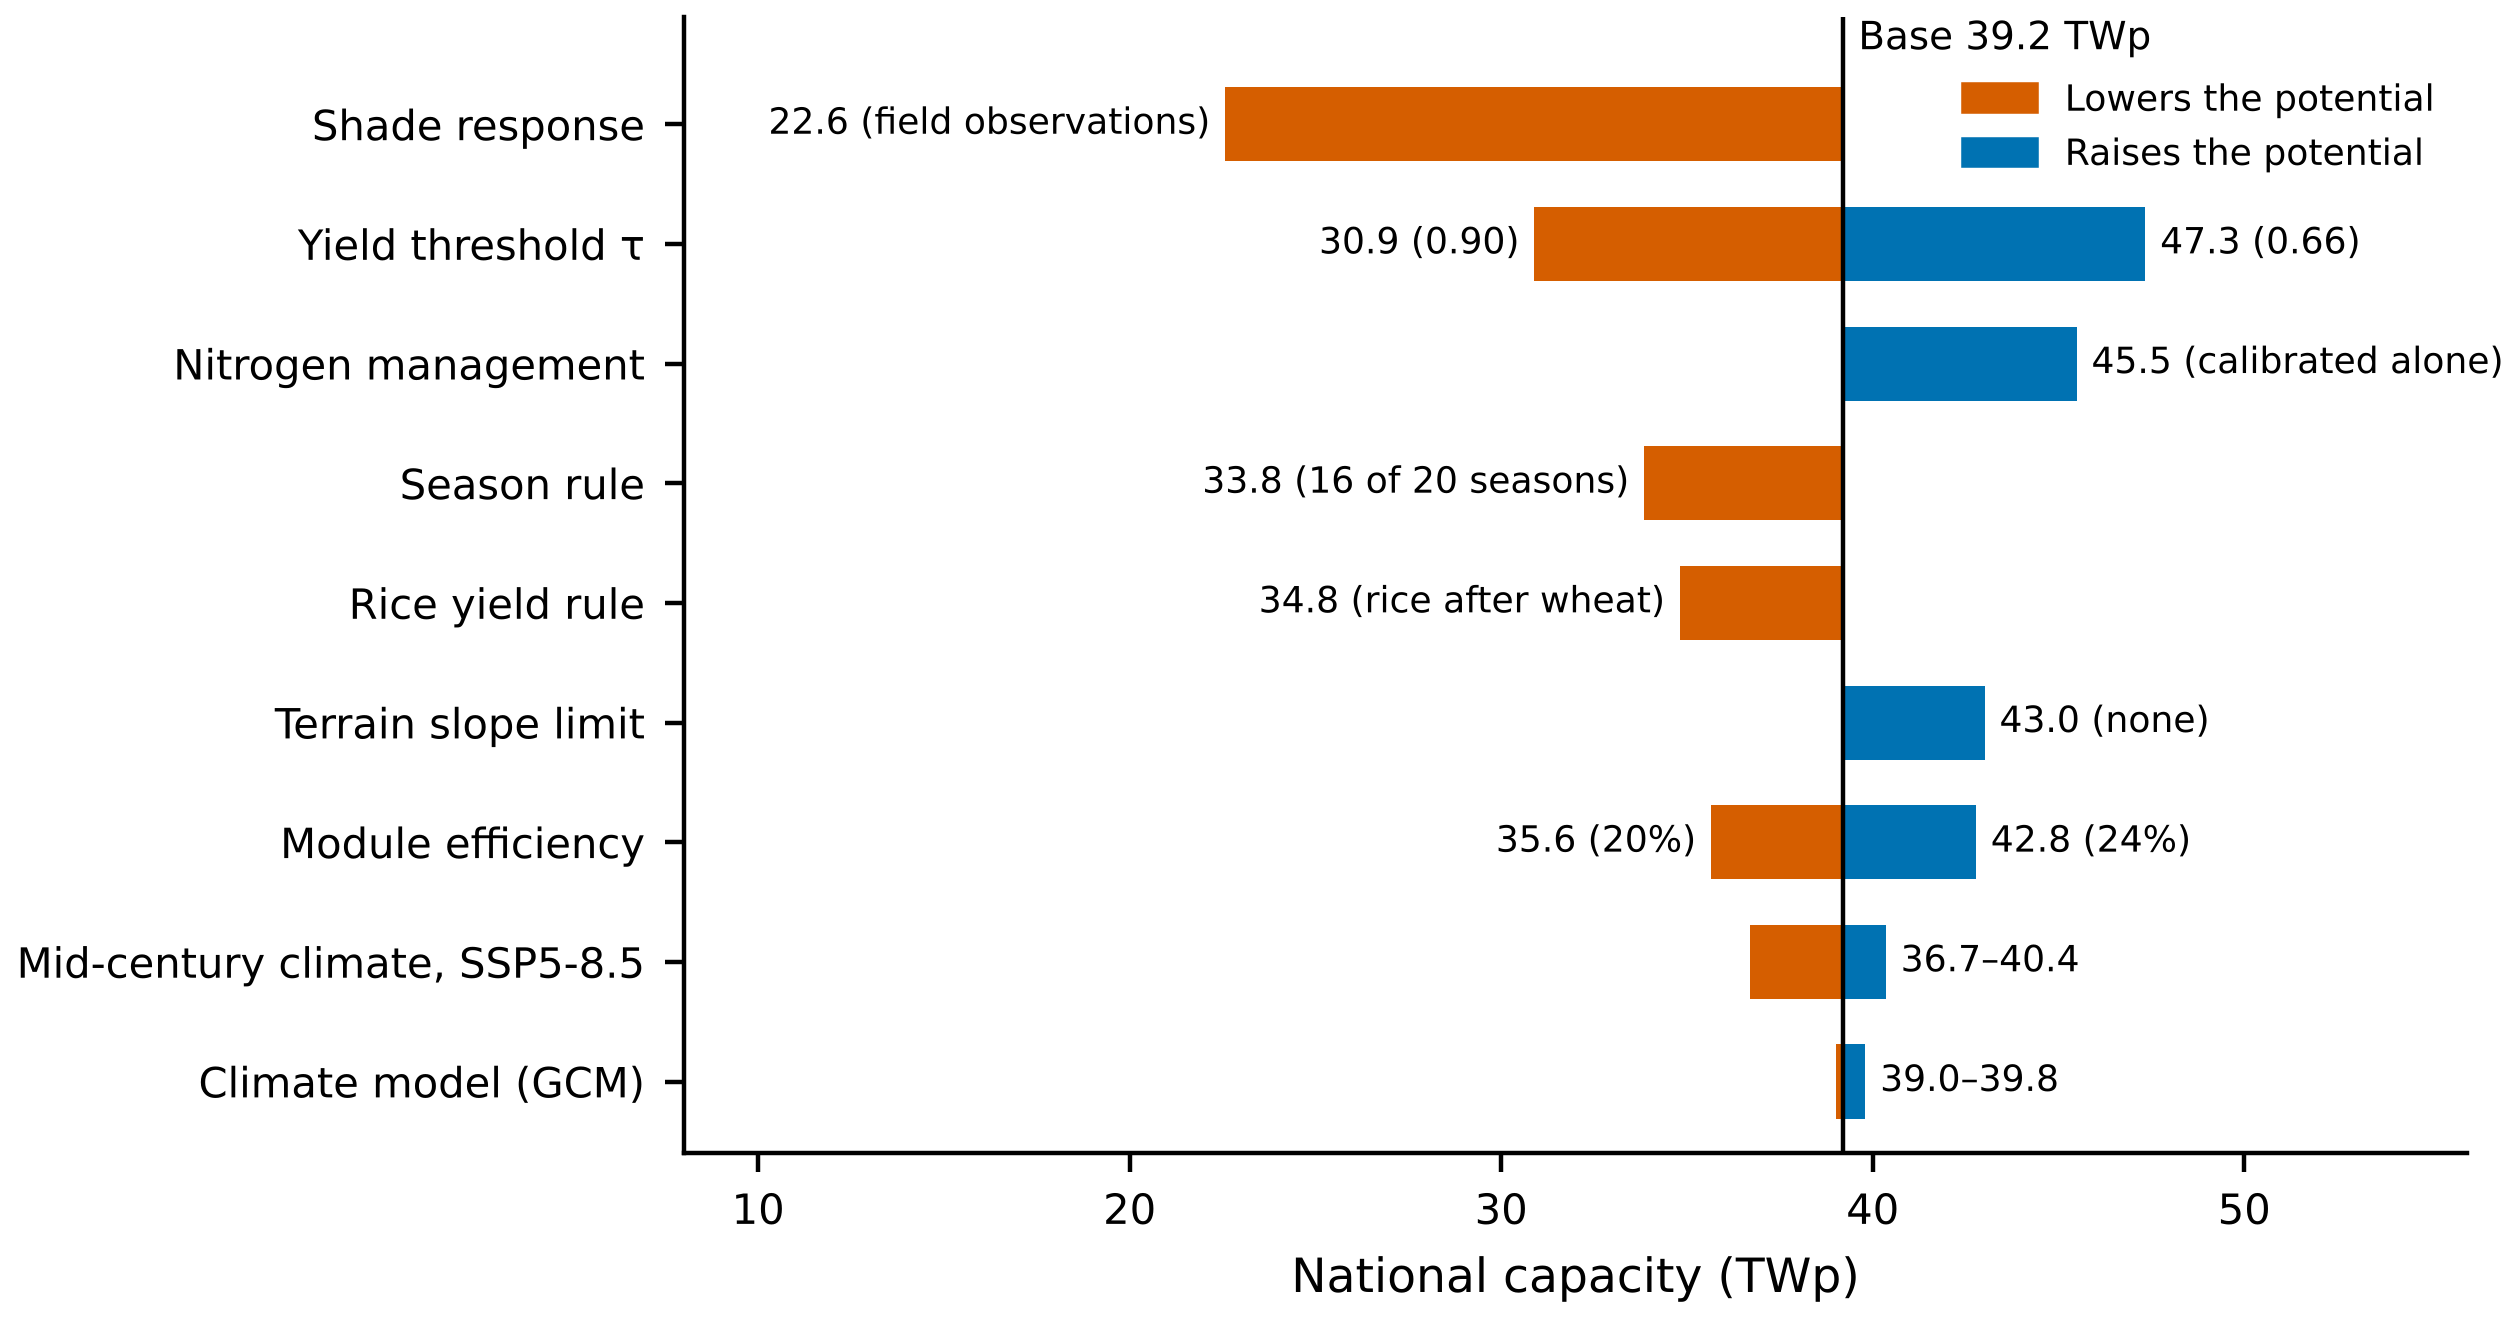 Base 39.2 TWp
Lowers the potential
Raises the potential
Shade response
22.6 (field observations)
Yield threshold τ
30.9 (0.90)
47.3 (0.66)
Nitrogen management
45.5 (calibrated alone)
Season rule
33.8 (16 of 20 seasons)
Rice yield rule
34.8 (rice after wheat)
Terrain slope limit
43.0 (none)
Module efficiency
35.6 (20%)
42.8 (24%)
Mid-century climate, SSP5-8.5
36.7–40.4
Climate model (GCM)
39.0–39.8
10
20
30
40
50
National capacity (TWp)